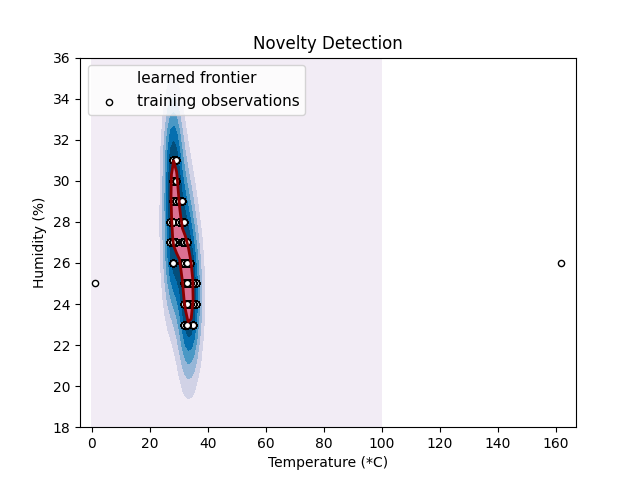 Novelty Detection
learned frontier
training observations
36
34
32
30
28
26
24
22
20
18
Humidity (%)
0 20 40 60 80 100 120 140 160
Temperature (*C)